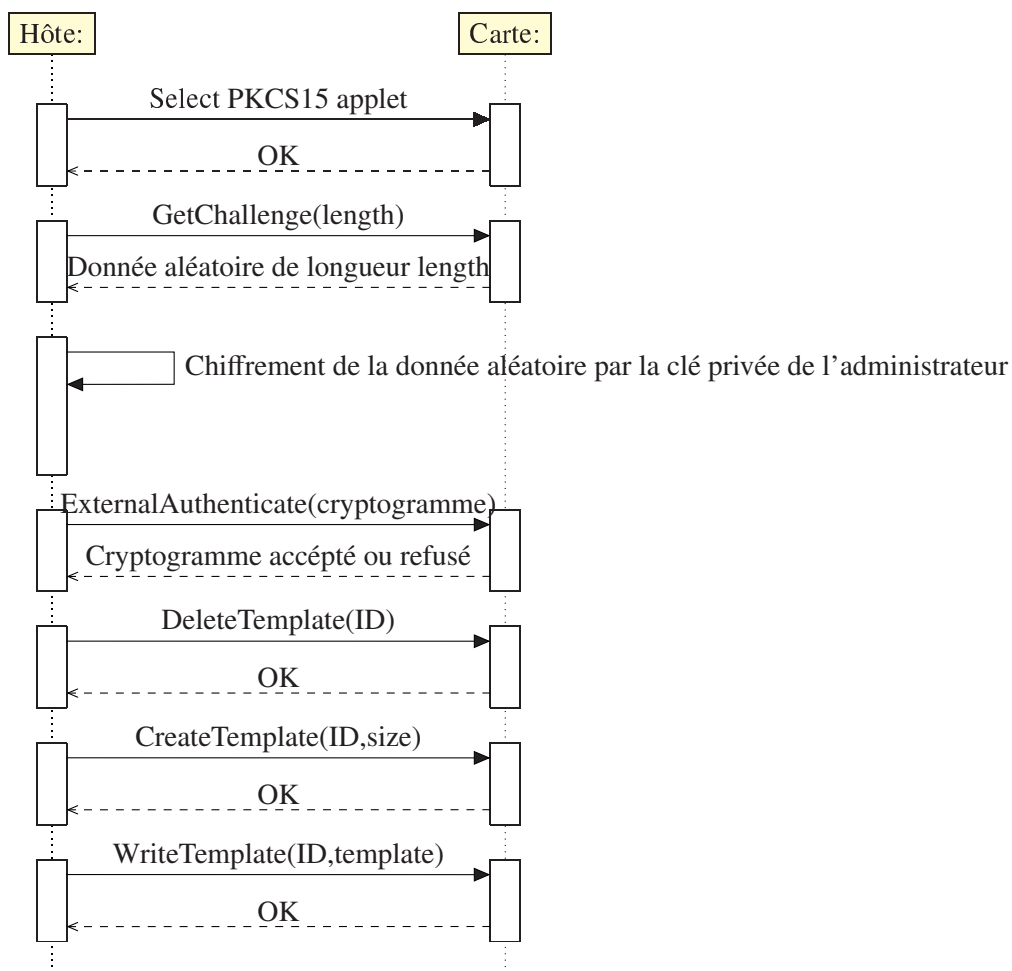 Hôte:
Carte:
Select PKCS15 applet
OK
GetChallenge(length)
Donnée aléatoire de longueur length
Chiffrement de la donnée aléatoire par la clé privée de l'administrateur
ExternalAuthenticate(cryptogramme)
Cryptogramme accépté ou refusé
DeleteTemplate(ID)
OK
CreateTemplate(ID,size)
OK
WriteTemplate(ID,template)
OK